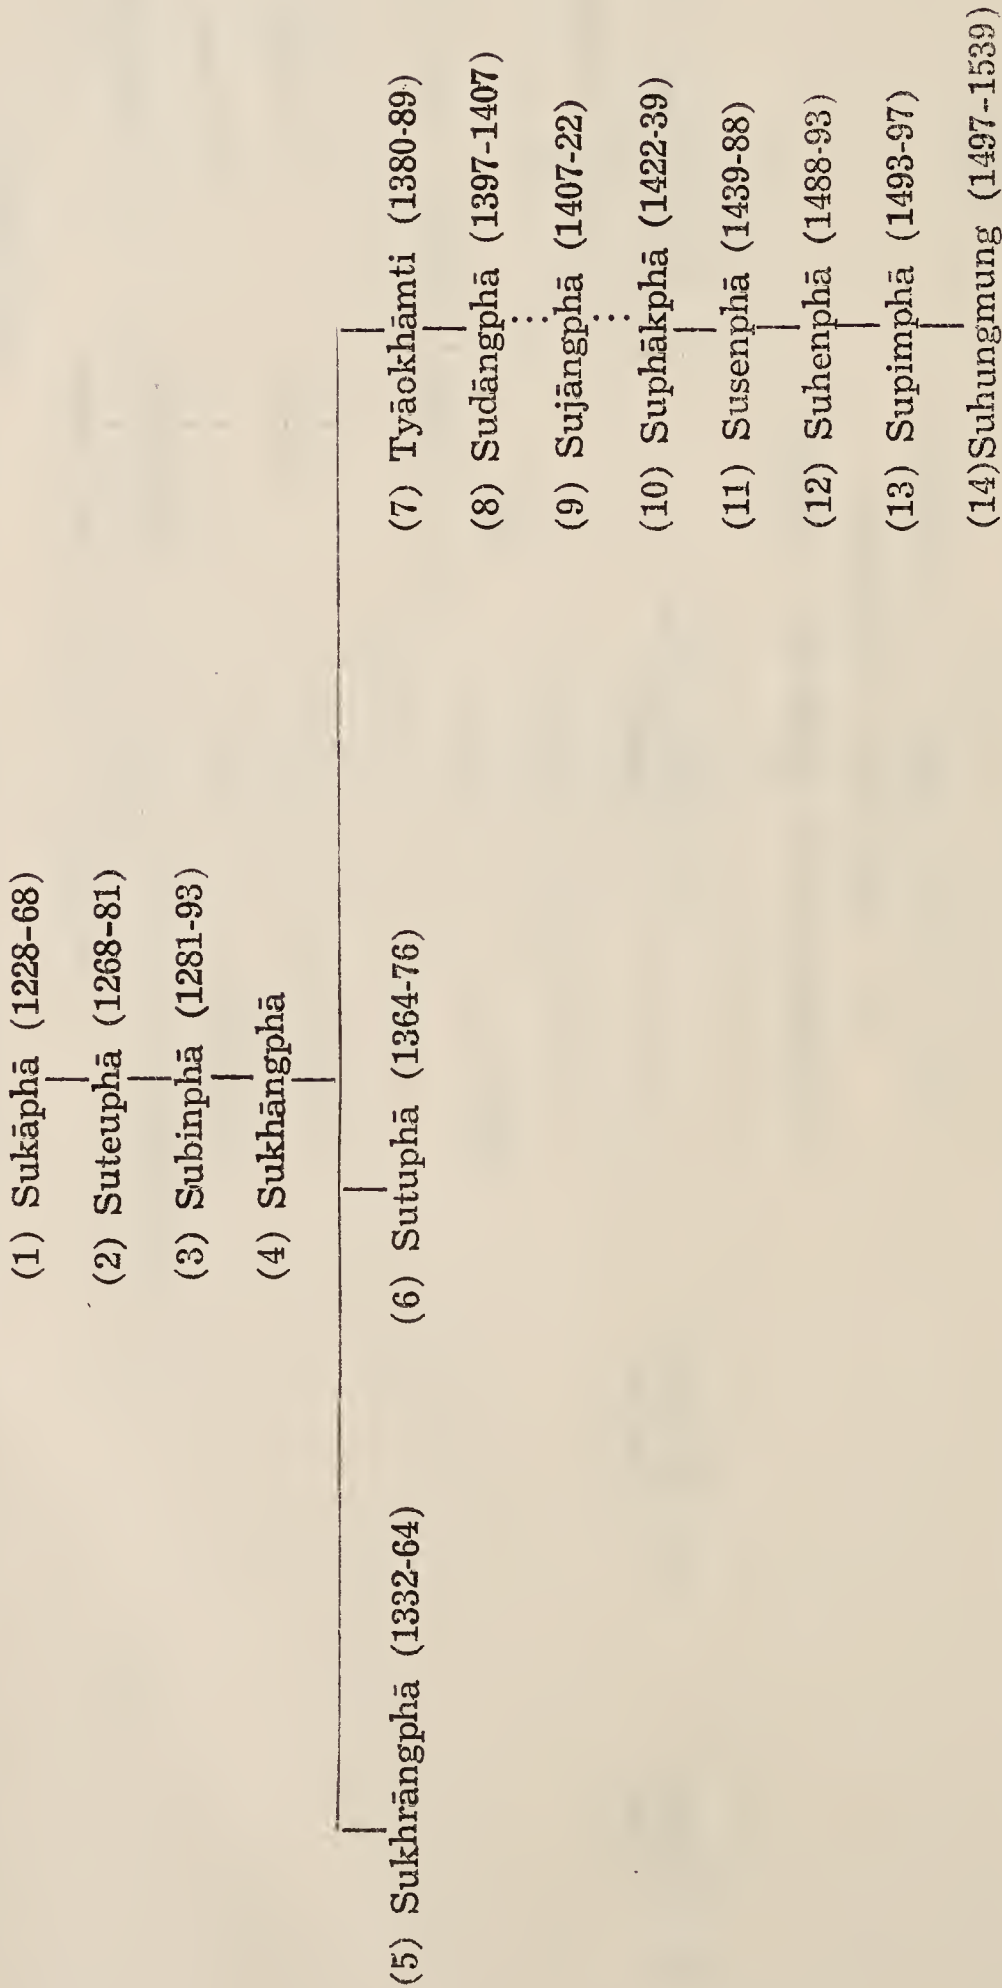 (1) Sukāphā (1228-68)
(2) Suteuphā (1268-81)
(3) Subinphā (1281-93)
(4) Sukhāngphā
(5) Sukhrāngphā (1332-64)
(6) Sutuphā (1364-76)
(7) Tyāokhāmti (1380-89)
(8) Sudāngphā (1397-1407)
(9) Sujāngphā (1407-22)
(10) Suphākphā (1422-39)
(11) Susenphā (1439-88)
(12) Suhenphā (1488-93)
(13) Supimphā (1493-97)
(14)Suhungmung (1497-1539)